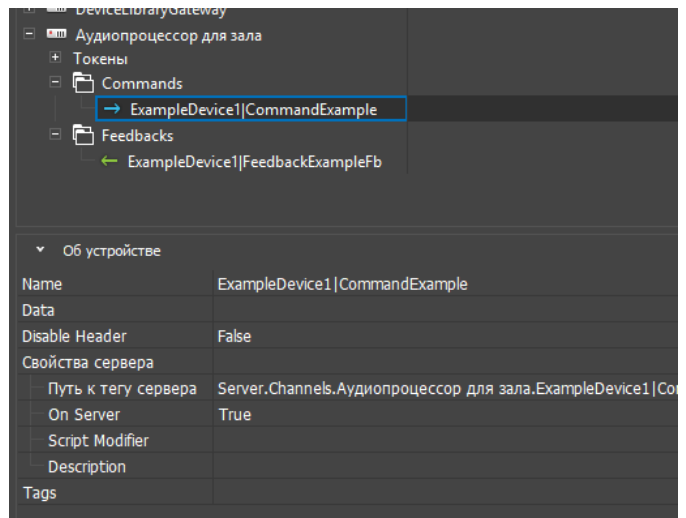 DeviceLibraryGateway
Аудиопроцессор для зала
Токены
Commands
ExampleDevice1|CommandExample
Feedbacks
ExampleDevice1|FeedbackExampleFb
Об устройстве
Name ExampleDevice1|CommandExample
Data
Disable Header False
Свойства сервера
Путь к тегу сервера Server.Channels.Аудиопроцессор для зала.ExampleDevice1|Co
On Server True
Script Modifier
Description
Tags